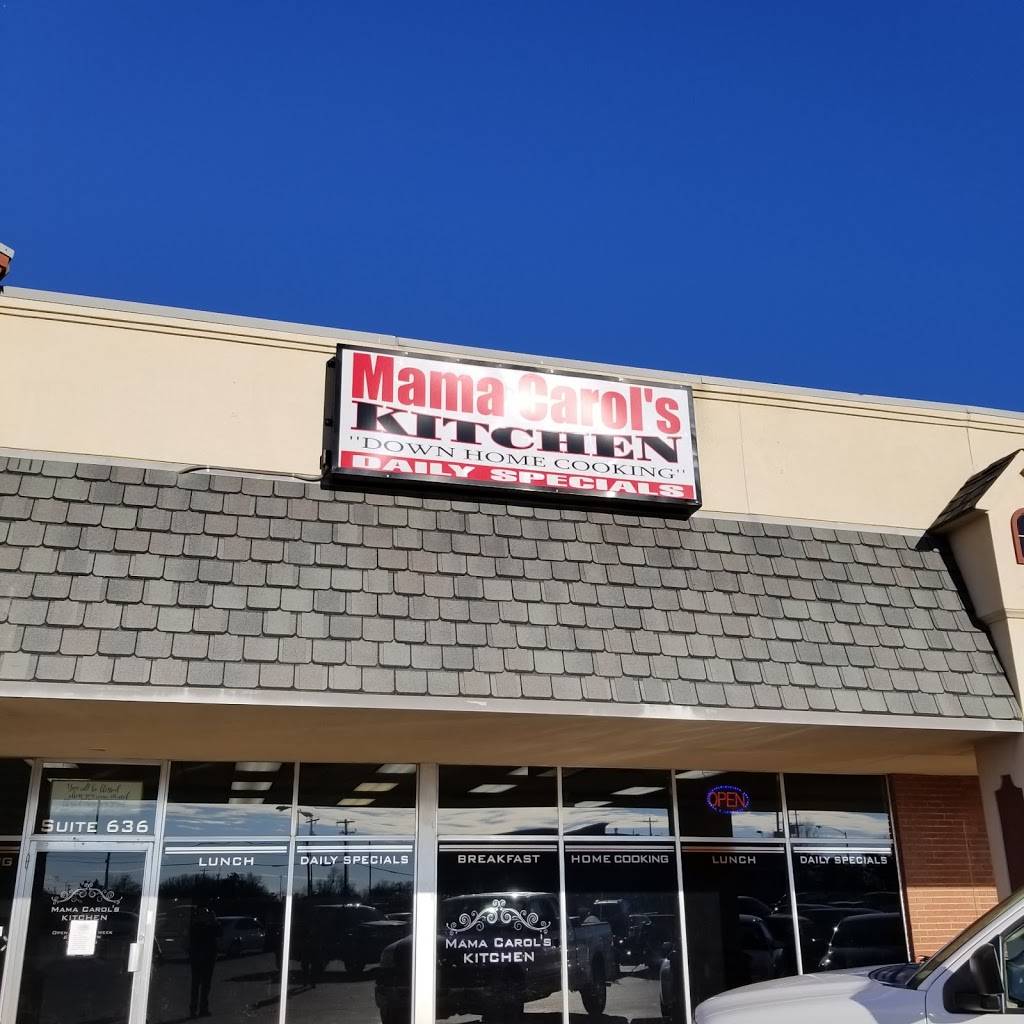 Mama Carol's
KITCHEN
"DOWN HOME COOKING"
DAILY SPECIALS
OPEN
SUITE 636
LUNCH
DAILY SPECIALS
BREAKFAST
HOME COOKING
LUNCH
DAILY SPECIALS
MAMA CAROL'S
KITCHEN
MAMA CAROL'S
KITCHEN